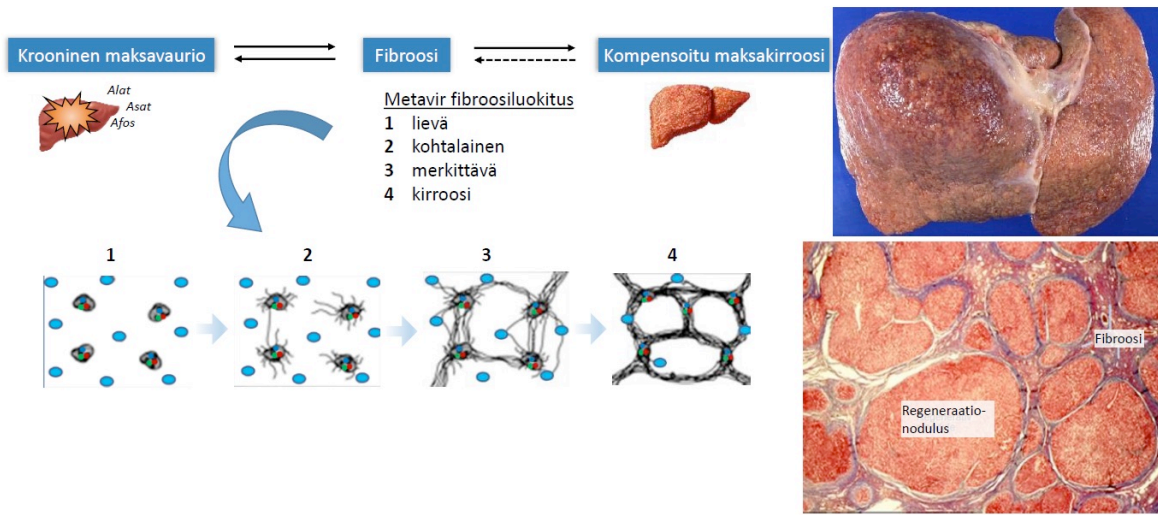 Krooninen maksavaurio
Fibroosi
Kompensoitu maksakirroosi
Alat
Asat
Afos
Metavir fibroosiluokitus
1 lievä
2 kohtalainen
3 merkittävä
4 kirroosi
1
2
3
4
Fibroosi
Regeneraatio-
nodulus